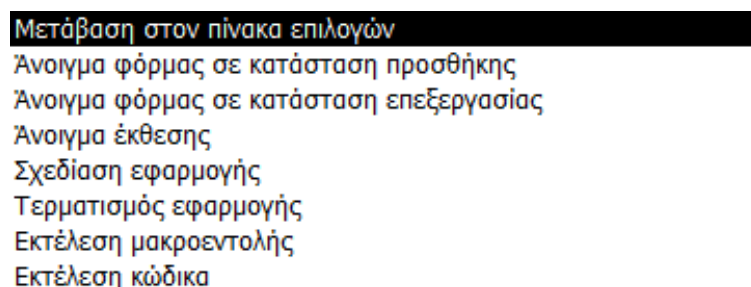 Μετάβαση στον πίνακα επιλογών
Άνοιγμα φόρμας σε κατάσταση προσθήκης
Άνοιγμα φόρμας σε κατάσταση επεξεργασίας
Άνοιγμα έκθεσης
Σχεδίαση εφαρμογής
Τερματισμός εφαρμογής
Εκτέλεση μακροεντολής
Εκτέλεση κώδικα